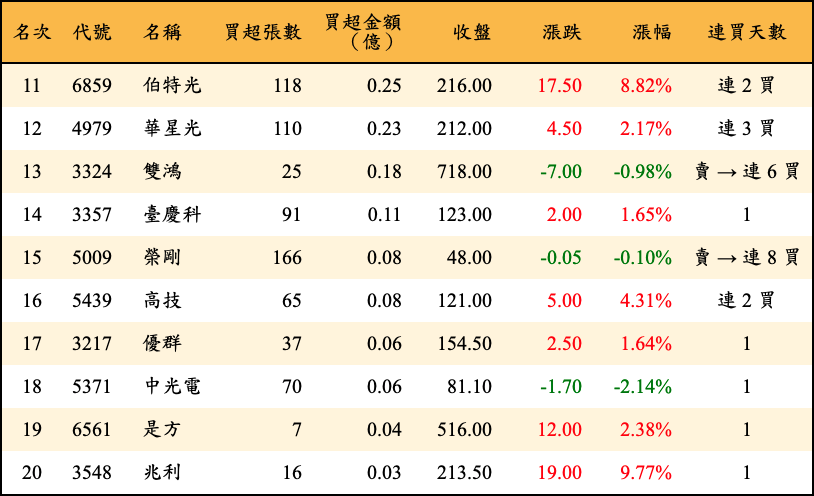 名次 代號 名稱 買超張數 買超金額（億） 收盤 漲跌 漲幅 連買天數
11 6859 伯特光 118 0.25 216.00 17.50 8.82% 連 2 買
12 4979 華星光 110 0.23 212.00 4.50 2.17% 連 3 買
13 3324 雙鴻 25 0.18 718.00 -7.00 -0.98% 賣 → 連 6 買
14 3357 臺慶科 91 0.11 123.00 2.00 1.65% 1
15 5009 榮剛 166 0.08 48.00 -0.05 -0.10% 賣 → 連 8 買
16 5439 高技 65 0.08 121.00 5.00 4.31% 連 2 買
17 3217 優群 37 0.06 154.50 2.50 1.64% 1
18 5371 中光電 70 0.06 81.10 -1.70 -2.14% 1
19 6561 是方 7 0.04 516.00 12.00 2.38% 1
20 3548 兆利 16 0.03 213.50 19.00 9.77% 1